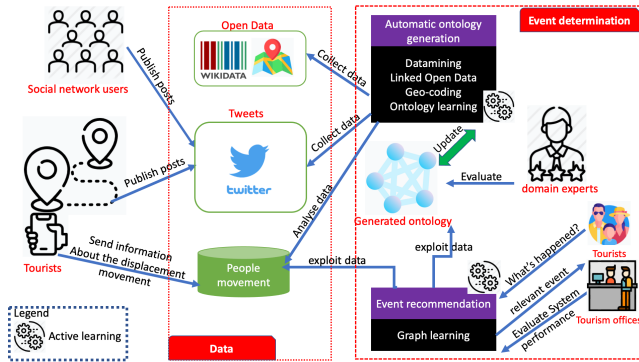 Open Data
Automatic ontology
generation
Event determination
Publish posts
WIKIDATA
Collect data
Datamining
Linked Open Data
Geo-coding
Ontology learning
Social network users
Tweets
Collect data
Update
twitter
Publish posts
Analyse data
Evaluate
domain experts
Generated ontology
What's happened?
Send information
About the displacement
movement
Tourists
People
movement
exploit data
exploit data
Tourists
relevant event
Event recommendation
Graph learning
Evaluate System
performance
Tourism offices
Legend
Active learning
Data